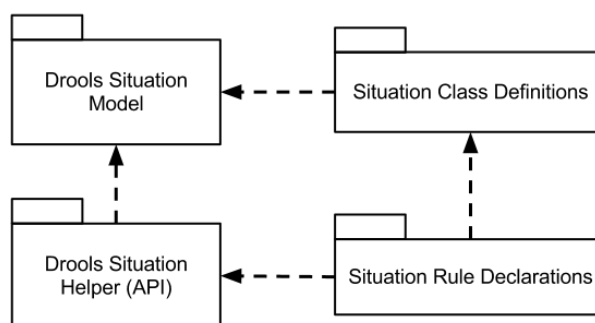 Drools Situation
Model
Situation Class Definitions
Drools Situation
Helper (API)
Situation Rule Declarations